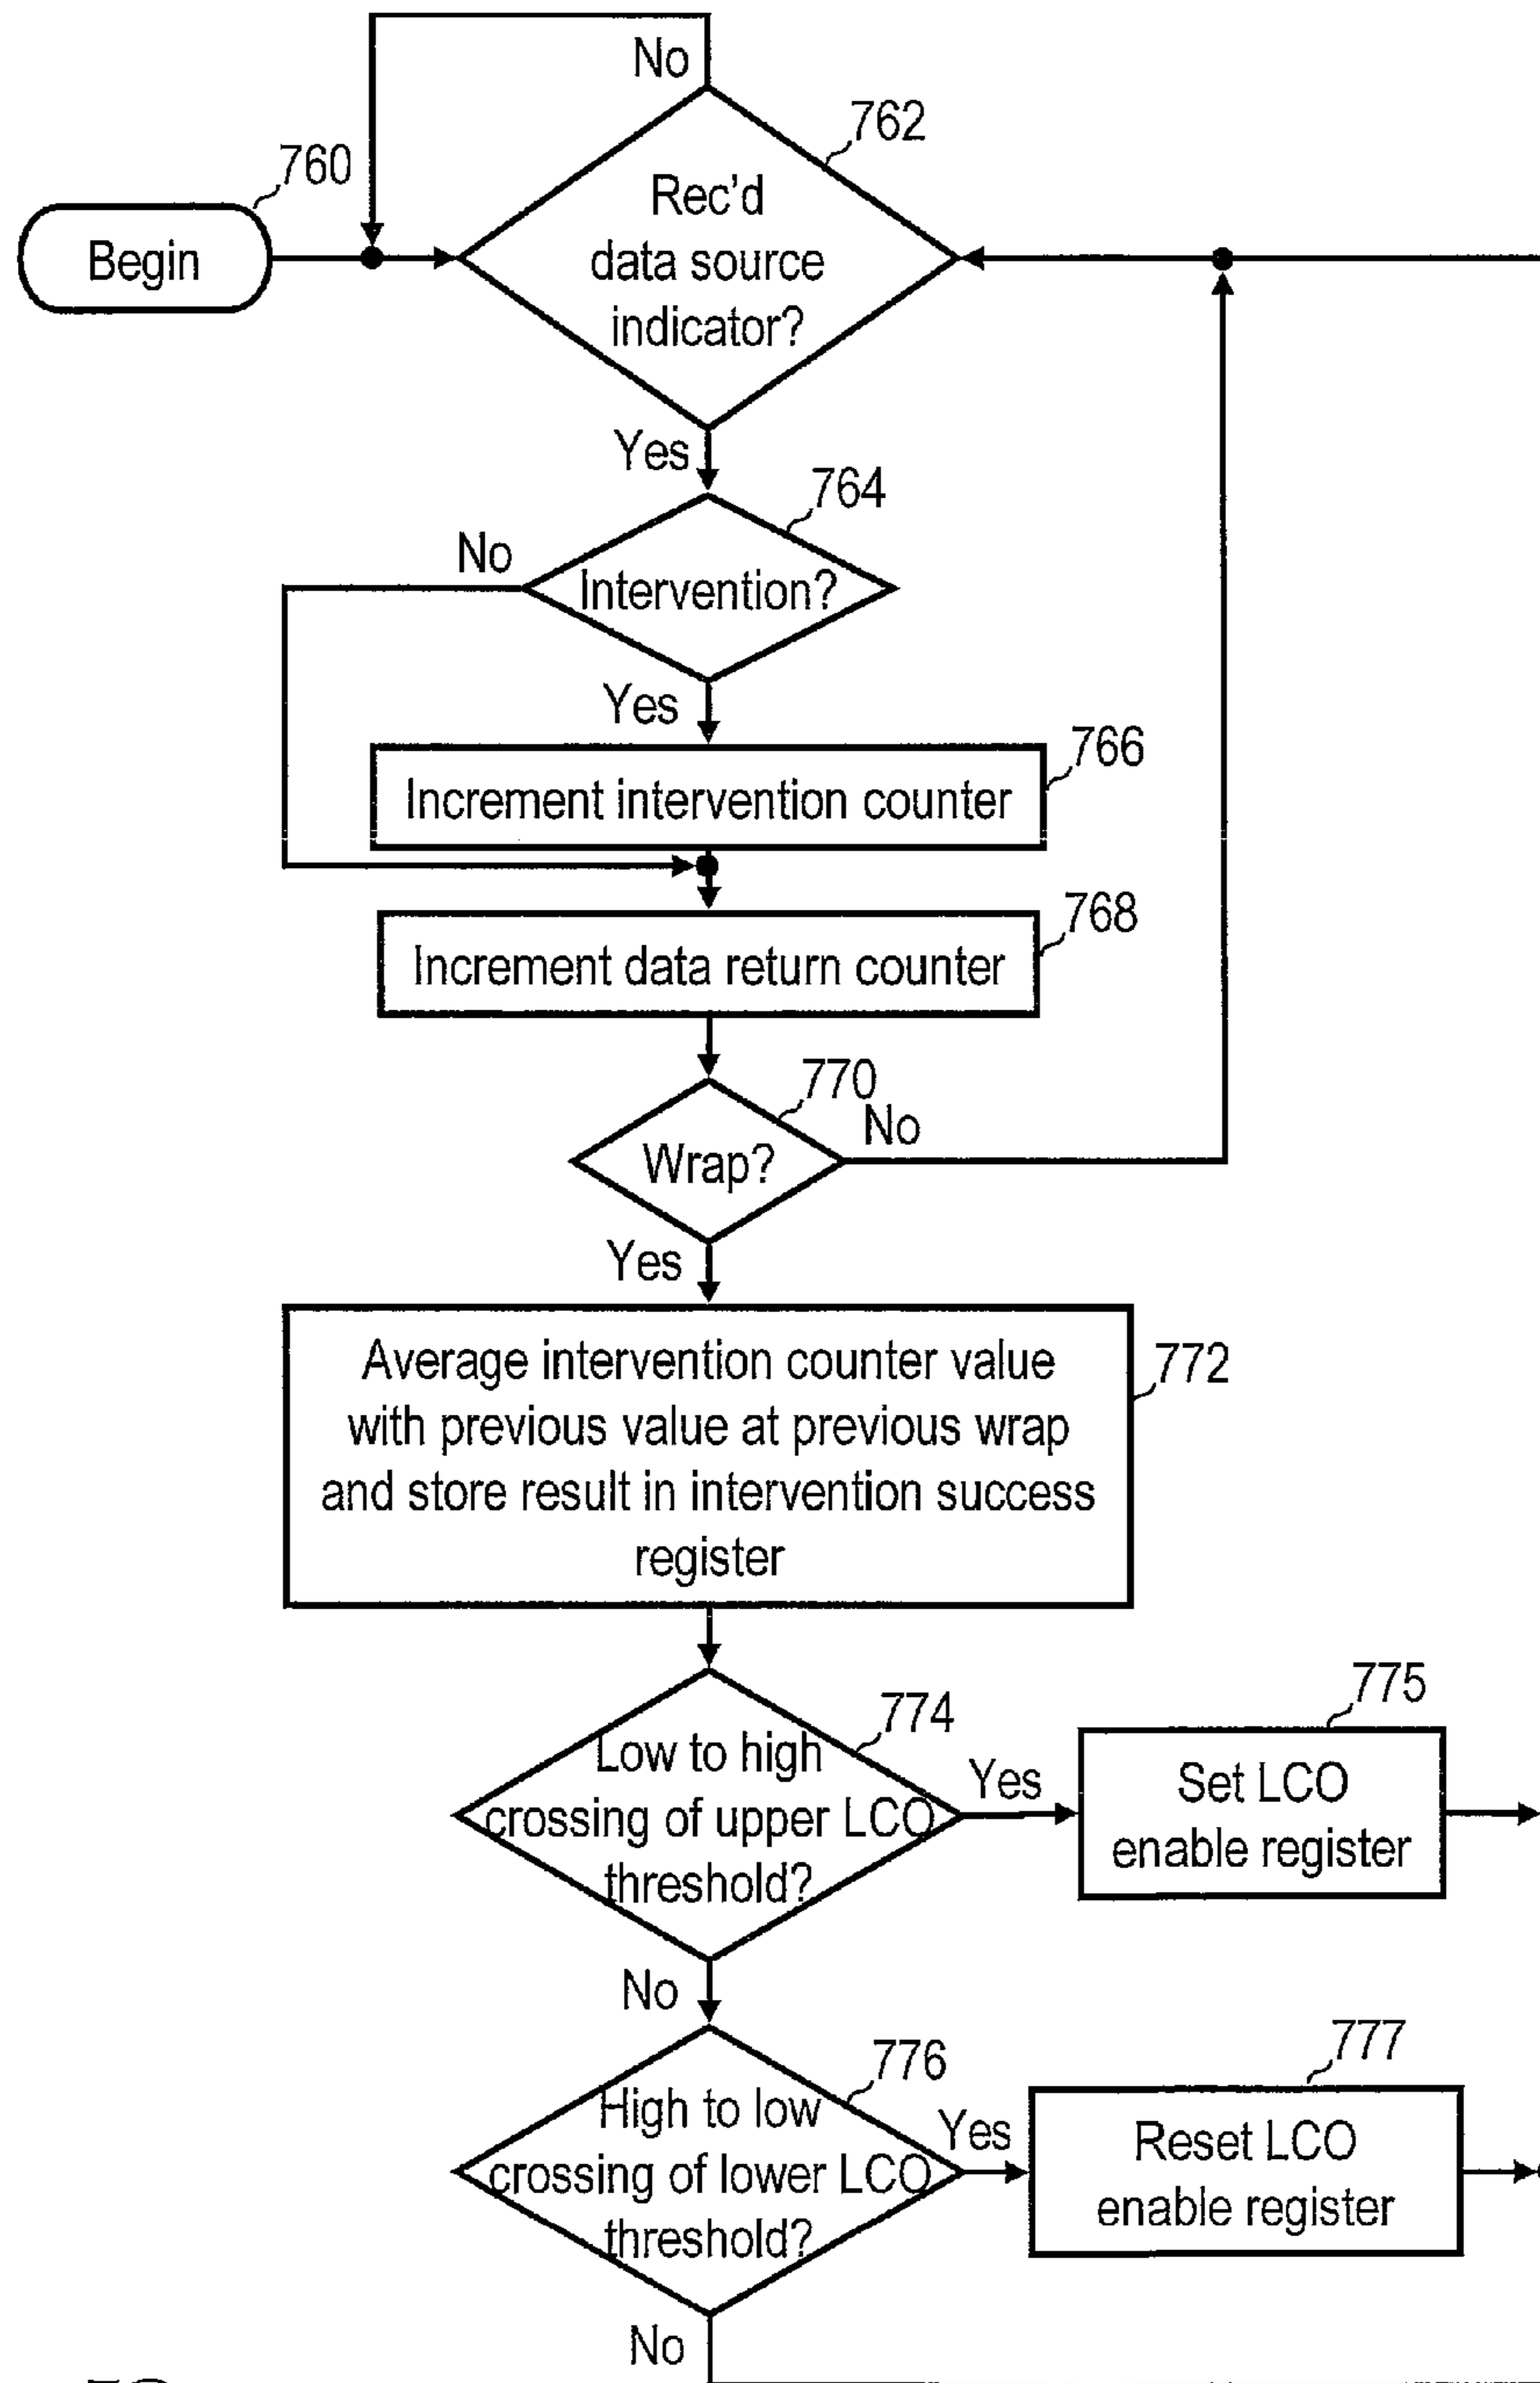 No
762
760
Rec'd
Begin
data source
indicator?
Yes
764
No
Intervention?
Yes
766
Increment intervention counter
768
Increment data return counter
770
No
Wrap?
Yes
Average intervention counter value
772
with previous value at previous wrap
and store result in intervention success
register
775
774
Low to high
Yes
Set LCO
crossing of upper LCO
enable register
threshold?
No
777
776
High to low
Yes
Reset LCO
crossing of lower LCO
enable register
threshold?
No